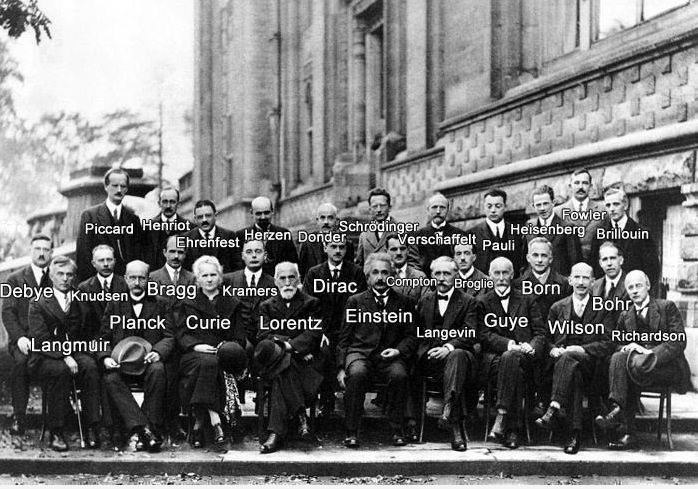 Piccard
Henriot
Ehrenfest
Herzen
Donder
Schrödinger
Verschaffelt
Pauli
Heisenberg
Fowler
Brillouin
Debye
Knudsen
Bragg
Kramers
Dirac
Compton
Broglie
Born
Bohr
Langmuir
Planck
Curie
Lorentz
Einstein
Langevin
Guye
Wilson
Richardson